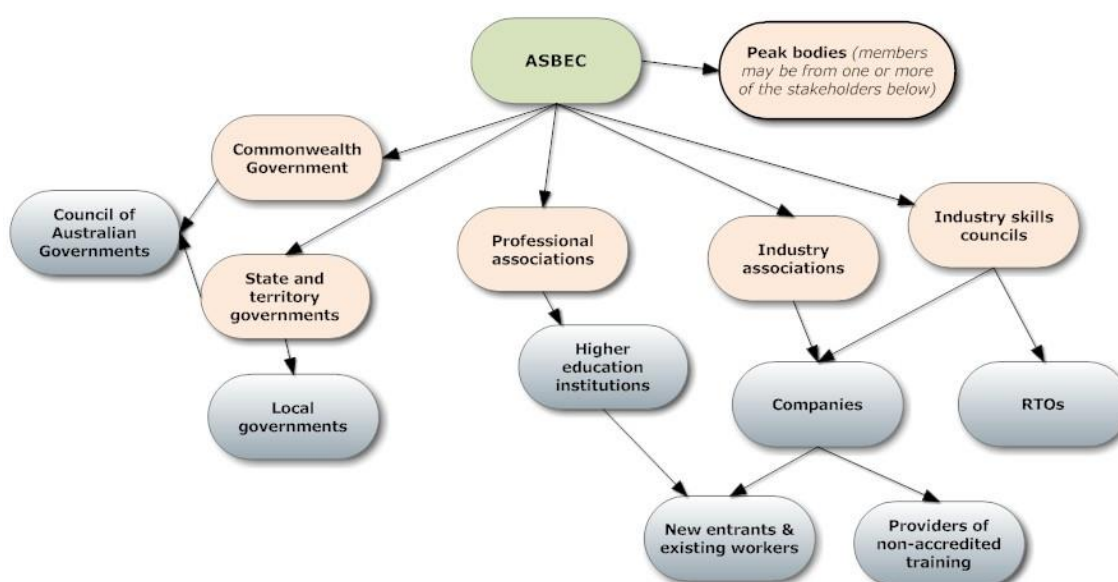 ASBEC
Peak bodies (members
may be from one or more
of the stakeholders below)
Commonwealth
Government
Council of
Australian
Governments
State and
territory
governments
Local
governments
Professional
associations
Higher
education
institutions
Industry
associations
Industry skills
councils
Companies
RTOs
New entrants &
existing workers
Providers of
non-accredited
training